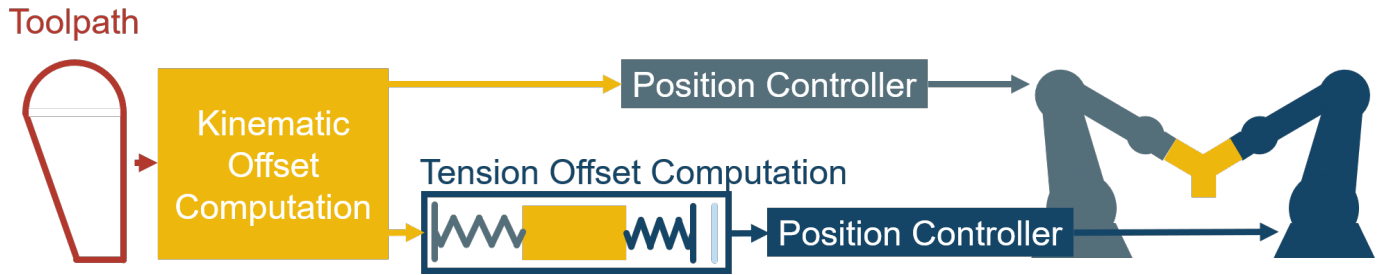 Toolpath
Kinematic
Offset
Computation
Position Controller
Tension Offset Computation
Position Controller